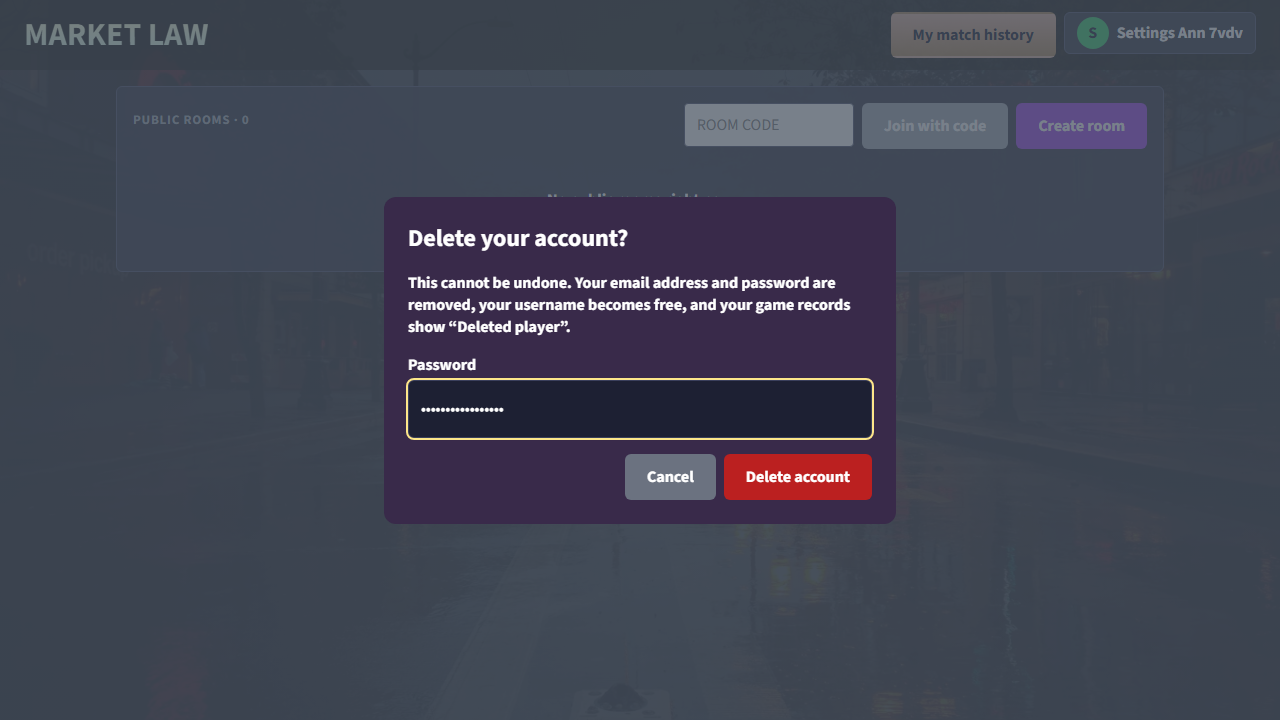 MARKET LAW
My match history
S
Settings Ann 7vdv
PUBLIC ROOMS · 0
ROOM CODE
Join with code
Create room
Delete your account?
This cannot be undone. Your email address and password are
removed, your username becomes free, and your game records
show “Deleted player”.
Password
Cancel
Delete account